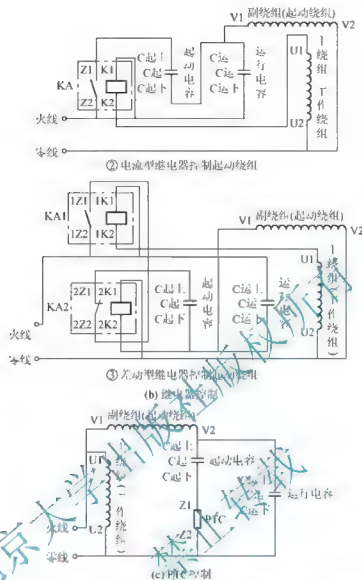 副绕组(起动绕组)
V1
V2
Z1
K1
KA
Z2
K2
C起上
C起
C起下
起动电容
C运上
C运
C运下
运行电容
U1
U2
主绕组(工作绕组)
火线
零线
②电流型继电器控制起动绕组
1Z1
1K1
KA1
1Z2
1K2
V1
V2
副绕组(起动绕组)
2Z1
2K1
KA2
2Z2
2K2
C起上
C起
C起下
起动电容
C运上
C运
C运下
运行电容
U1
U2
主绕组(工作绕组)
火线
零线
③差动型继电器控制起动绕组
(b) 继电器控制
V1
副绕组(起动绕组)
V2
U1
U2
C起上
C起
C起下
起动电容
Z1
PTC
Z2
运行电容
火线
零线
(c) PTC控制